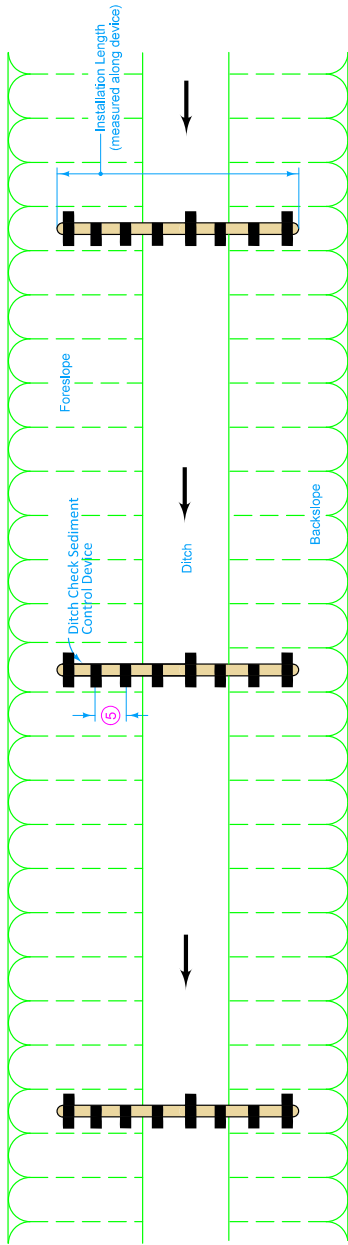 Foreslope
Installation Length
(measured along device)
Ditch Check Sediment
Control Device
5
Ditch
Backslope